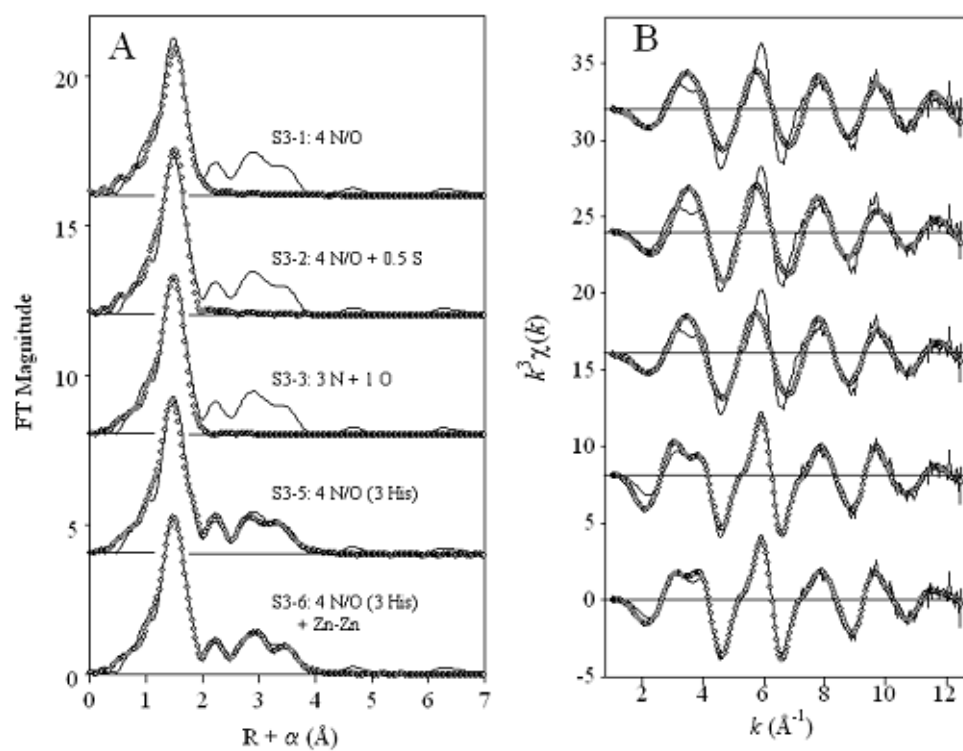 A
FT Magnitude
20
15
10
5
0
S3-1: 4 N/O
S3-2: 4 N/O + 0.5 S
S3-3: 3 N + 1 O
S3-5: 4 N/O (3 His)
S3-6: 4 N/O (3 His)
+ Zn-Zn
0 1 2 3 4 5 6 7
R + α (Å)
B
k³χ(k)
35
30
25
20
15
10
5
0
-5
2 4 6 8 10 12
k (Å⁻¹)